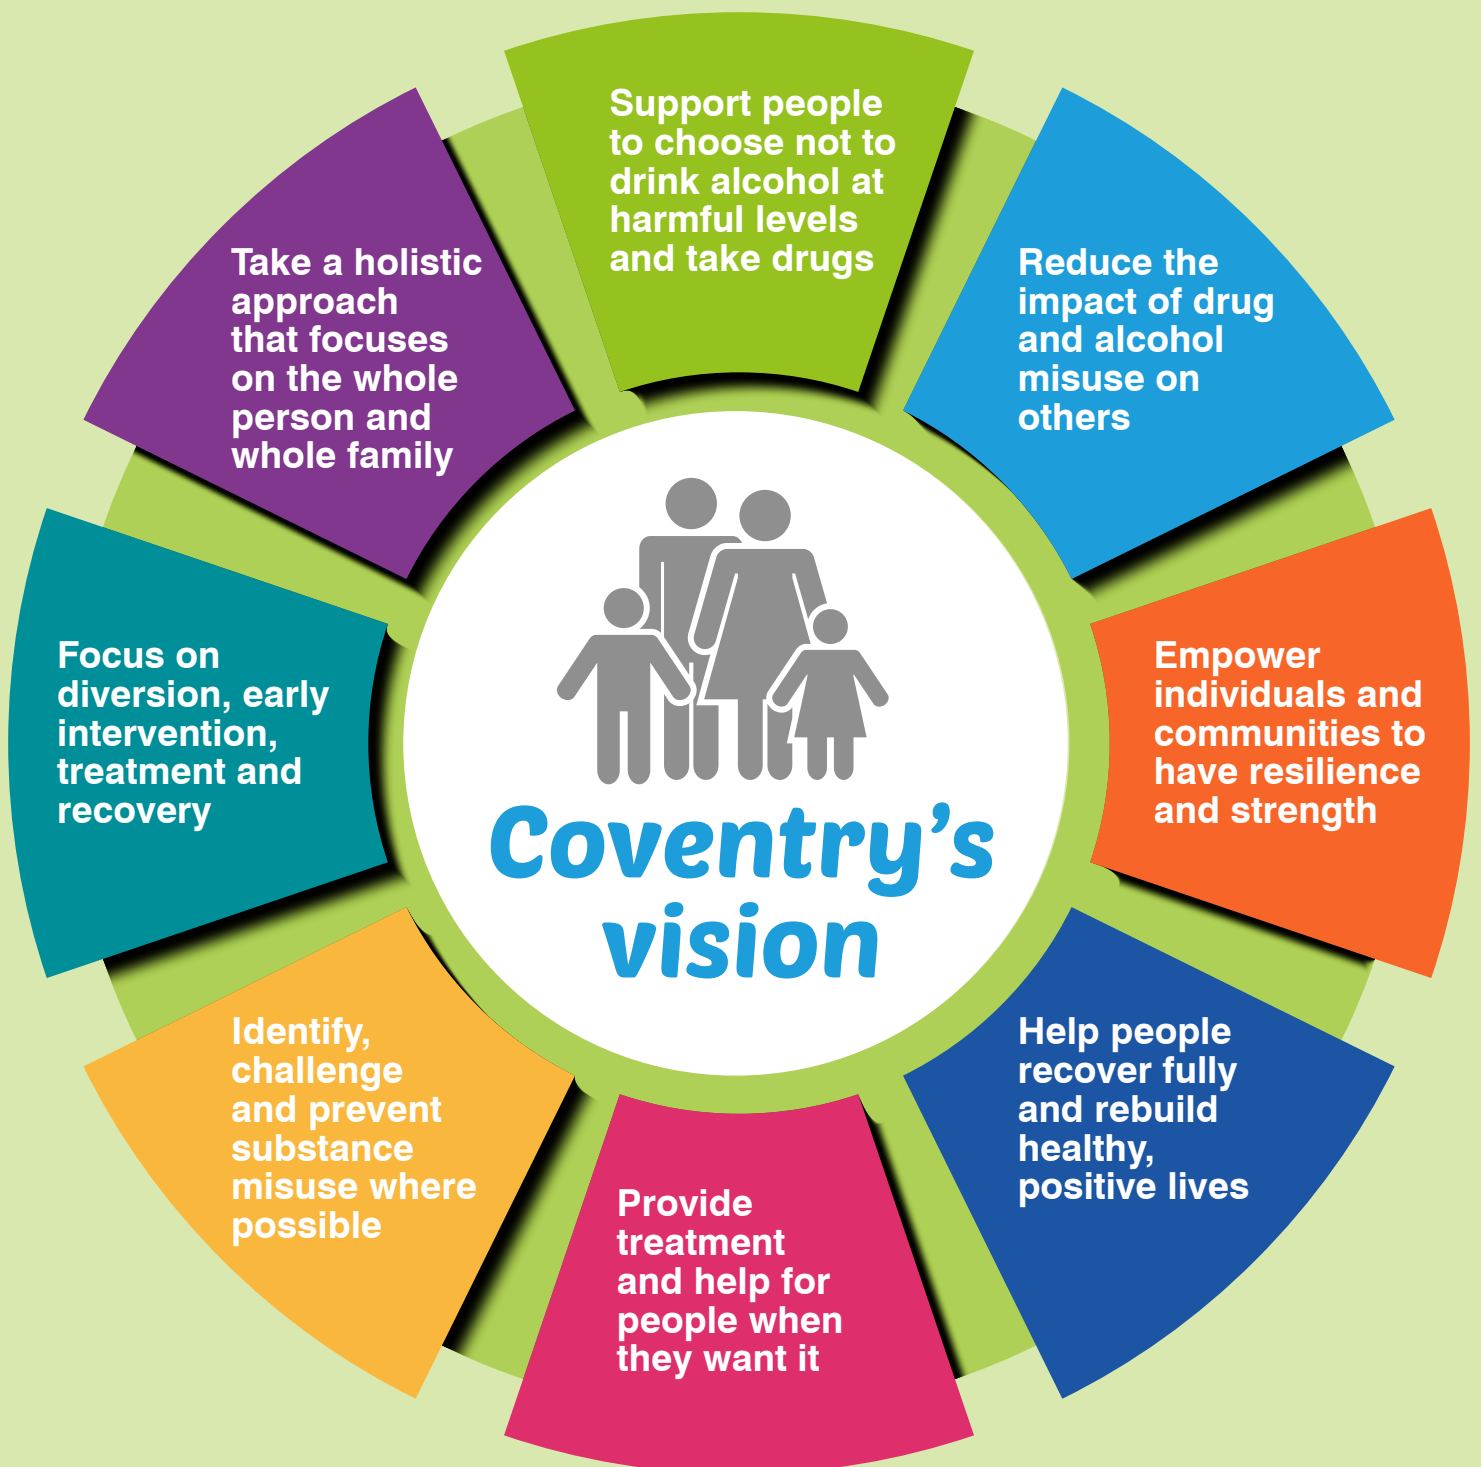 Support people
to choose not to
drink alcohol at
harmful levels
and take drugs
Reduce the
impact of drug
and alcohol
misuse on
others
Empower
individuals and
communities to
have resilience
and strength
Help people
recover fully
and rebuild
healthy,
positive lives
Provide
treatment
and help for
people when
they want it
Identify,
challenge
and prevent
substance
misuse where
possible
Focus on
diversion, early
intervention,
treatment and
recovery
Take a holistic
approach
that focuses
on the whole
person and
whole family
Coventry’s
vision